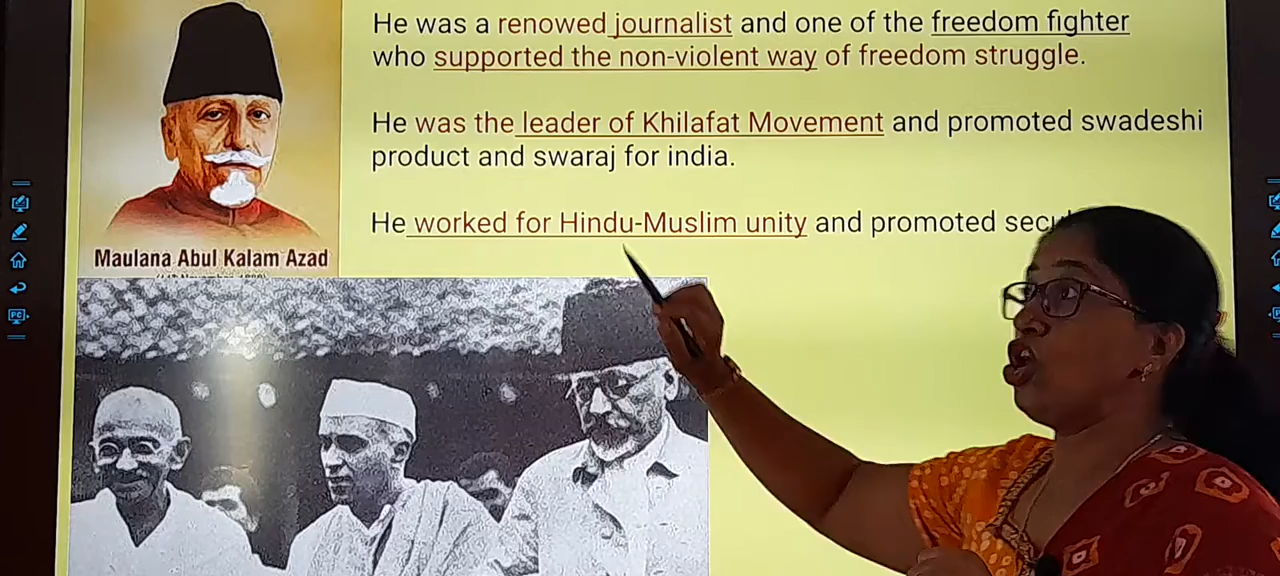 He was a renowed journalist and one of the freedom fighter
who supported the non-violent way of freedom struggle.
He was the leader of Khilafat Movement and promoted swadeshi
product and swaraj for india.
He worked for Hindu-Muslim unity and promoted
Maulana Abul Kalam Azad
PC